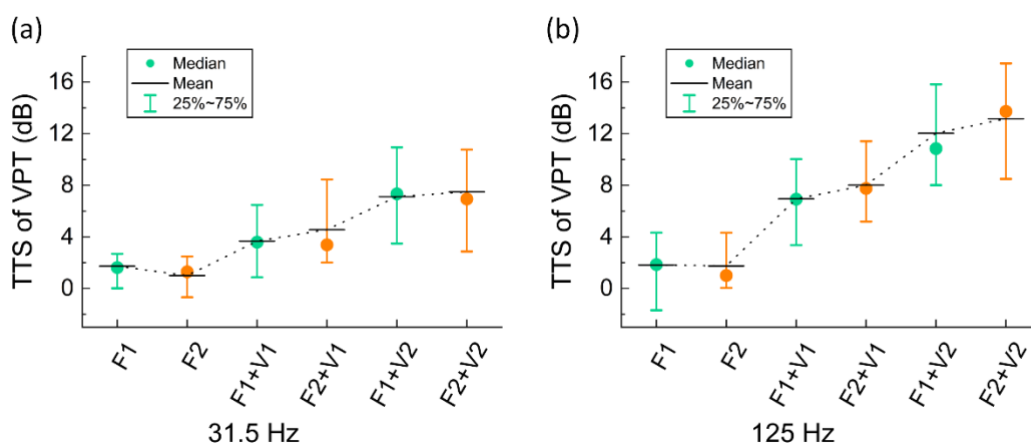 (a)
TTS of VPT (dB)
16
12
8
4
0
Median
Mean
25%~75%
F1
F2
F1+V1
F2+V1
F1+V2
F2+V2
31.5 Hz
(b)
TTS of VPT (dB)
16
12
8
4
0
Median
Mean
25%~75%
F1
F2
F1+V1
F2+V1
F1+V2
F2+V2
125 Hz